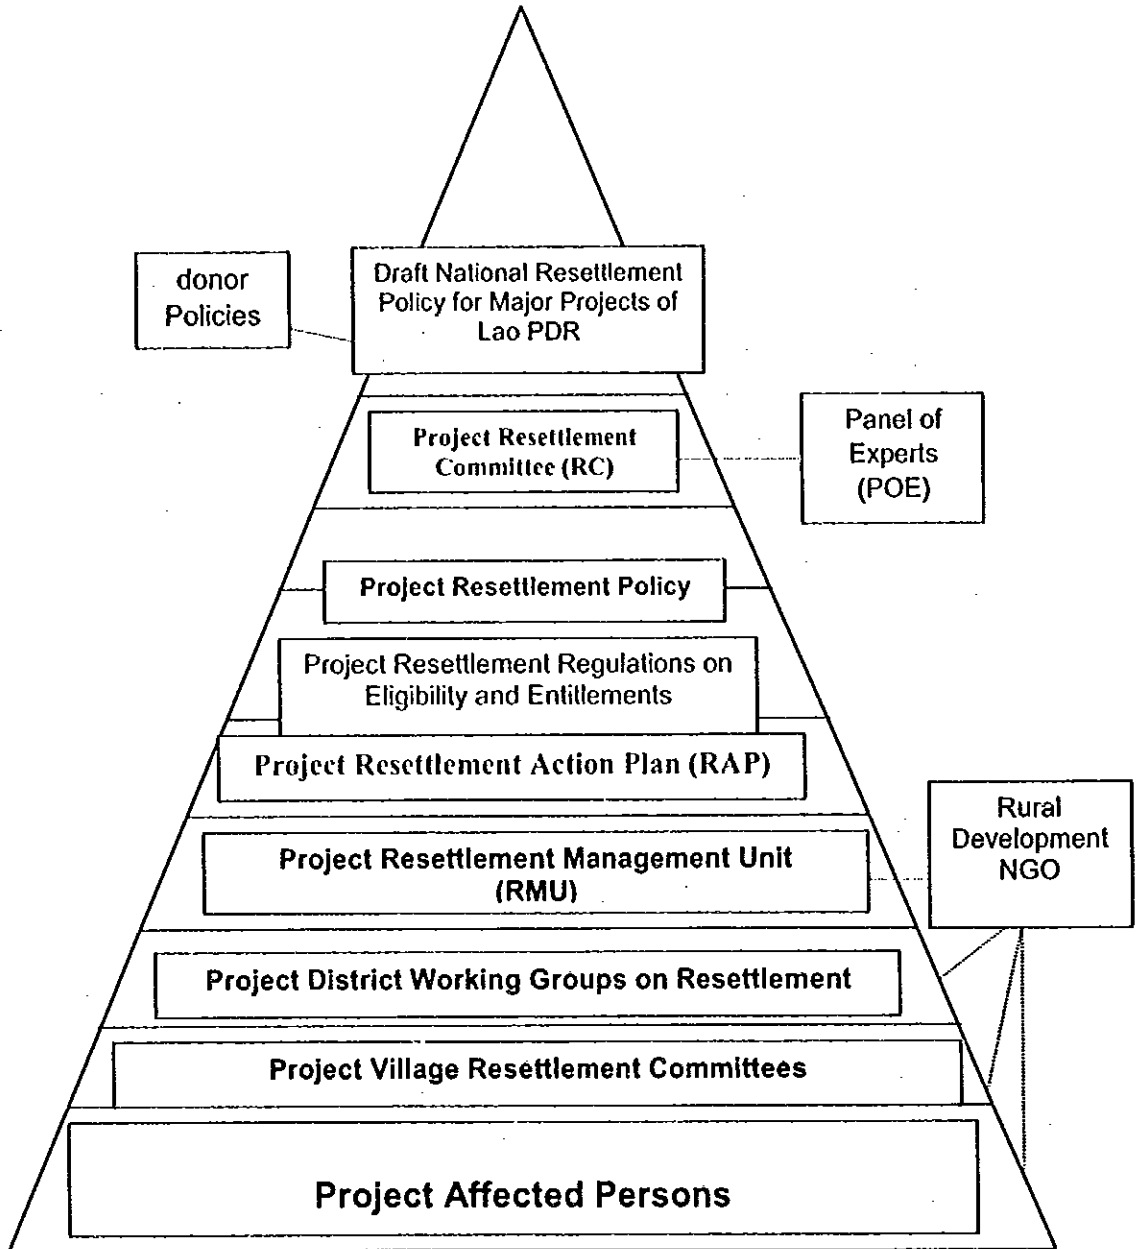 donor
Policies
Draft National Resettlement
Policy for Major Projects of
Lao PDR
Project Resettlement
Committee (RC)
Panel of
Experts
(POE)
Project Resettlement Policy
Project Resettlement Regulations on
Eligibility and Entitlements
Project Resettlement Action Plan (RAP)
Project Resettlement Management Unit
(RMU)
Rural
Development
NGO
Project District Working Groups on Resettlement
Project Village Resettlement Committees
Project Affected Persons